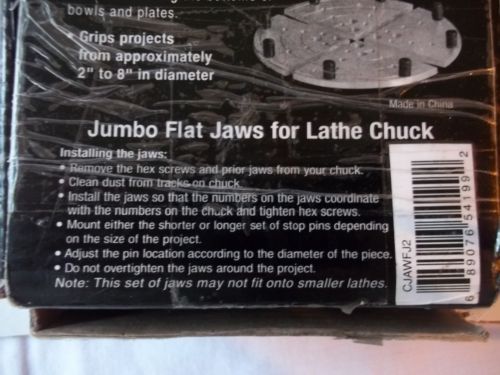 bowls and plates.
• Grips projects
from approximately
2" to 8" in diameter
Made in China
Jumbo Flat Jaws for Lathe Chuck
Installing the jaws:
• Remove the hex screws and prior jaws from your chuck.
• Clean dust from tracks on chuck.
• Install the jaws so that the numbers on the jaws coordinate
with the numbers on the chuck and tighten hex screws.
• Mount either the shorter or longer set of stop pins depending
on the size of the project.
• Adjust the pin location according to the diameter of the piece.
• Do not overtighten the jaws around the project.
Note: This set of jaws may not fit onto smaller lathes.
CJAWFJ2
6 89076 54199 2